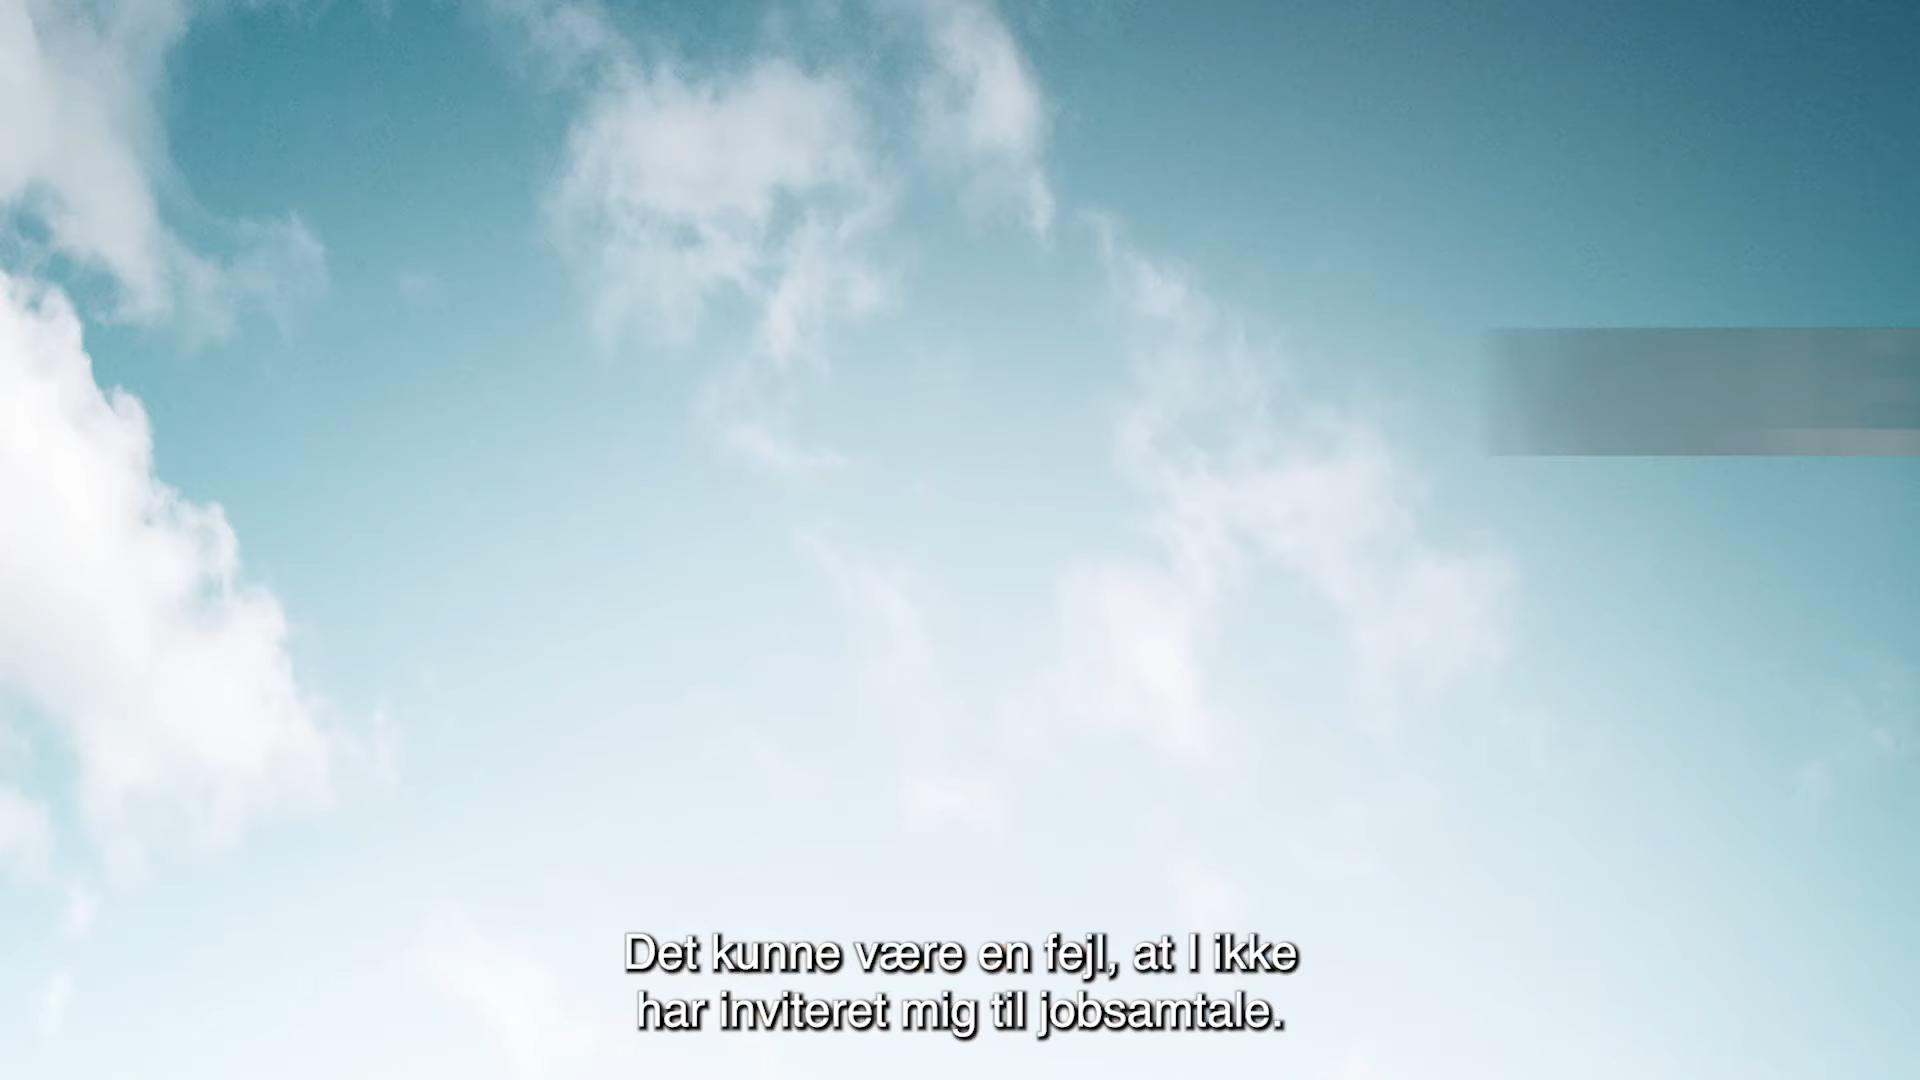 Det kunne være en fejl, at I ikke
har inviteret mig til jobsamtale.